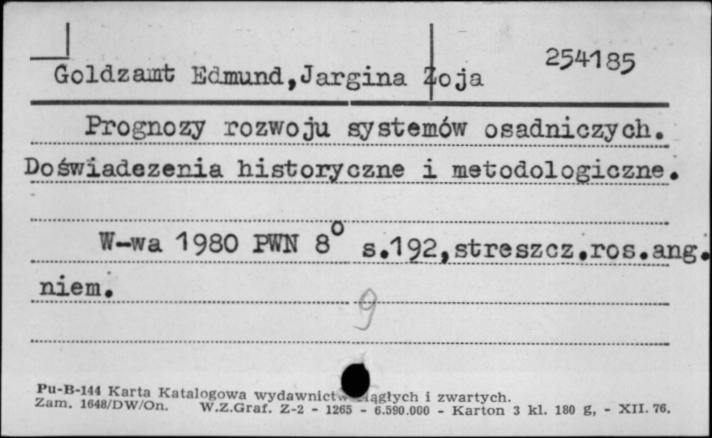 254185
Goldzamt Edmund, Jargina Zoja
Prognozy rozwoju systemów osadniczych.
Doświadezenia historyczne i metodologiczne.
W-wa 1980 PWN 8° s.192,streszcz.ros.ang.
niem.
9
Pu-B-144 Karta Katalogowa wydawnictw ciągłych i zwartych.
Zam. 1648/DW/On. W.Z.Graf. Z-2 - 1265 - 6.590.000 - Karton 3 kl. 180 g, - XII. 76.